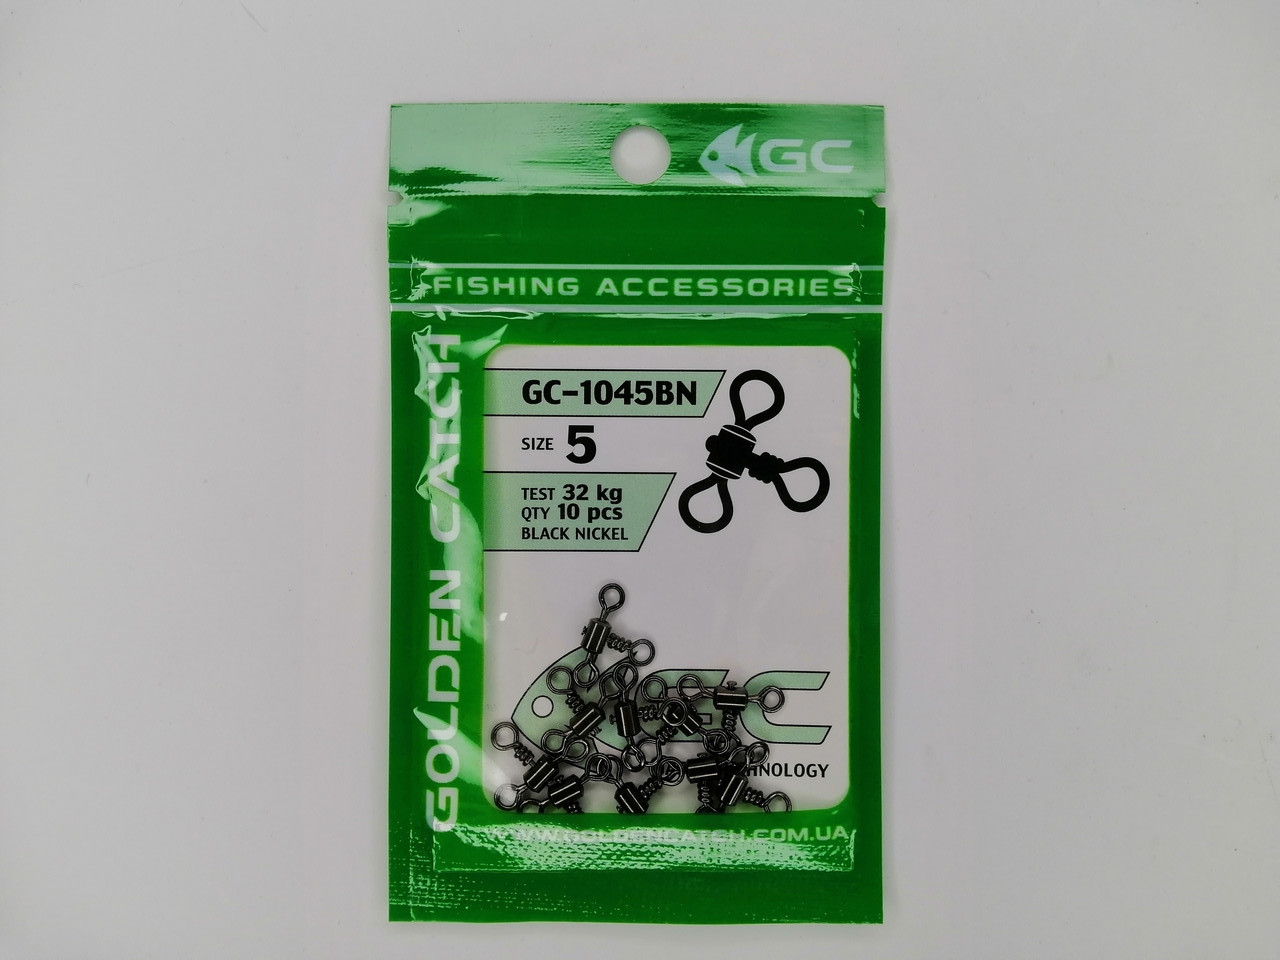 GC
FISHING ACCESSORIES
GOLDEN CATCH
GC-1045BN
SIZE 5
TEST 32 kg
QTY 10 pcs
BLACK NICKEL
GC
WWW.GOLDENCATCH.COM.UA